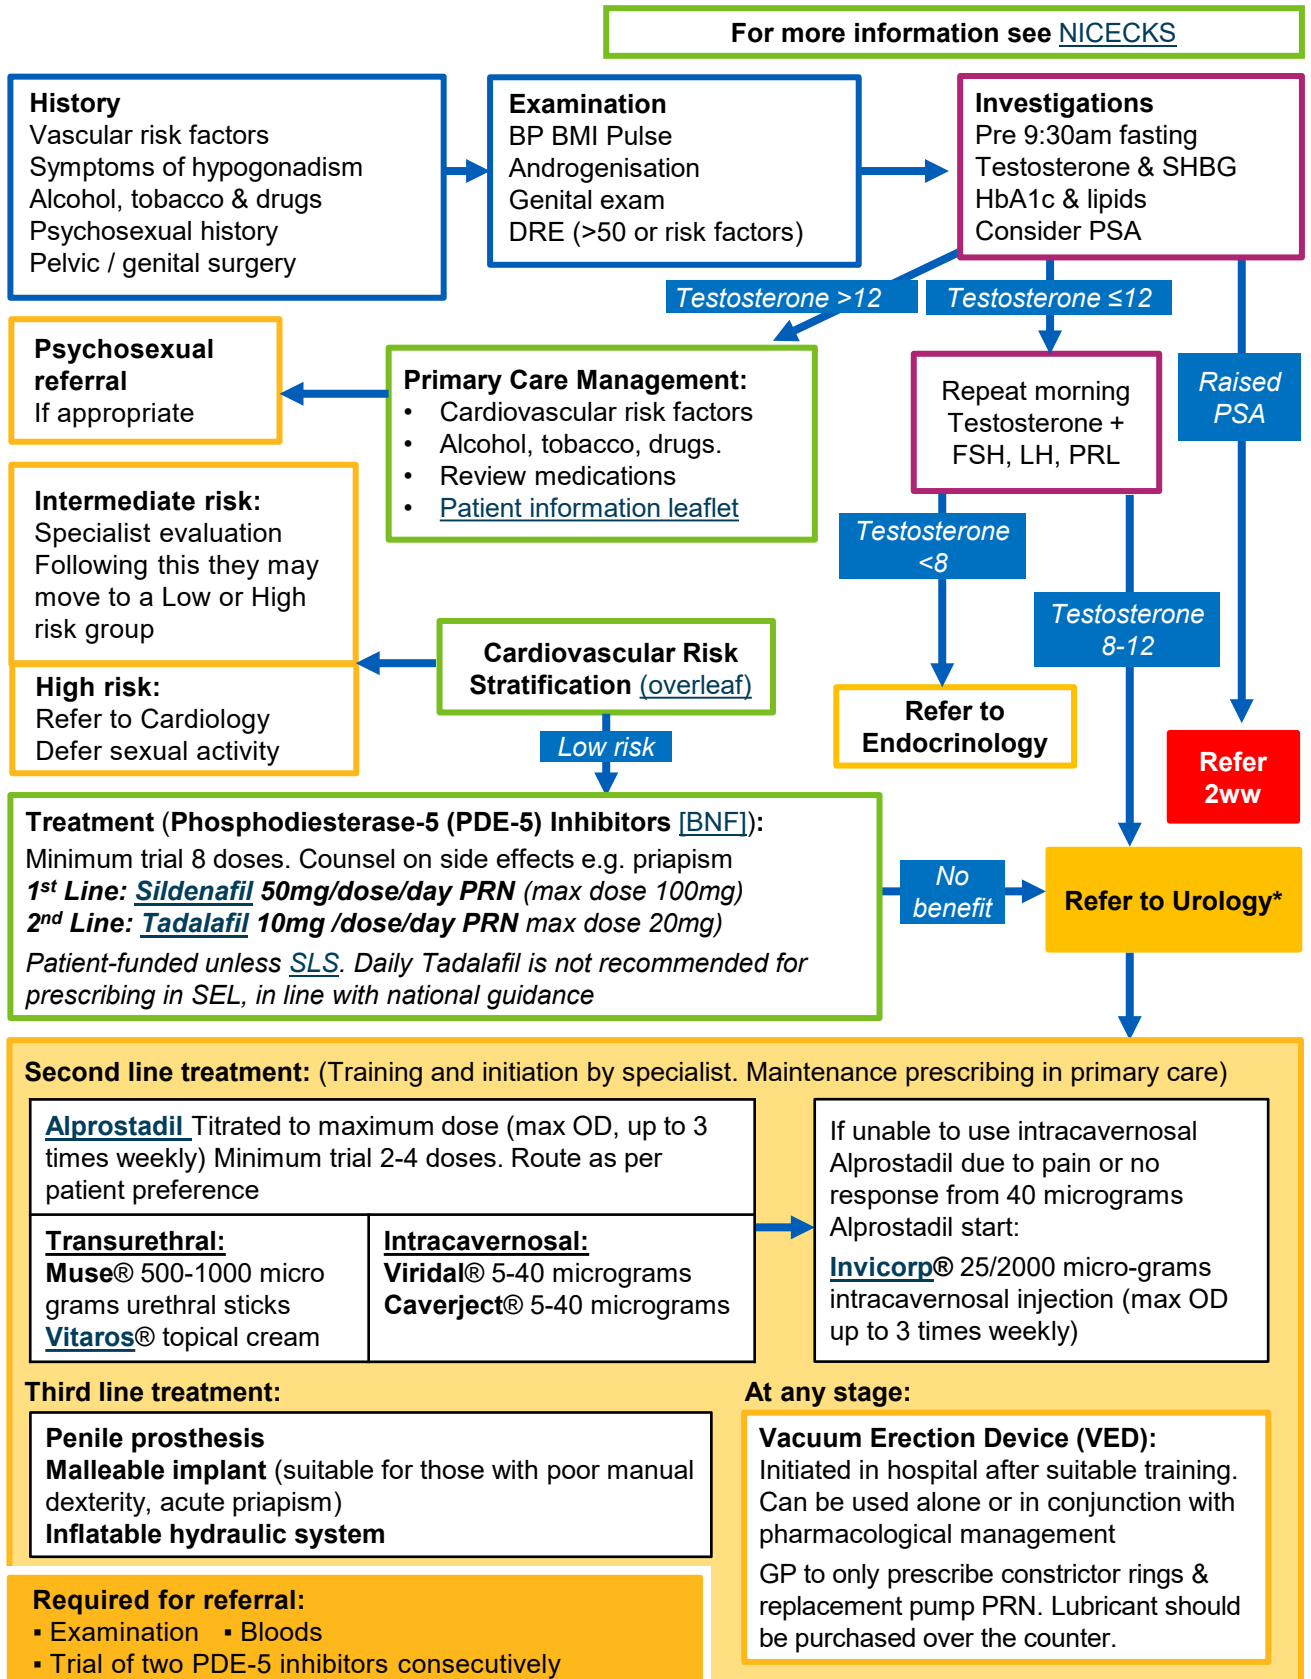 For more information see NICECKS
History
Vascular risk factors
Symptoms of hypogonadism
Alcohol, tobacco & drugs
Psychosexual history
Pelvic / genital surgery
Examination
BP BMI Pulse
Androgenisation
Genital exam
DRE (>50 or risk factors)
Investigations
Pre 9:30am fasting
Testosterone & SHBG
HbA1c & lipids
Consider PSA
Testosterone >12
Testosterone ≤12
Raised
PSA
Psychosexual
referral
If appropriate
Primary Care Management:
• Cardiovascular risk factors
• Alcohol, tobacco, drugs.
• Review medications
• Patient information leaflet
Repeat morning
Testosterone +
FSH, LH, PRL
Testosterone
<8
Testosterone
8-12
Intermediate risk:
Specialist evaluation
Following this they may
move to a Low or High
risk group
High risk:
Refer to Cardiology
Defer sexual activity
Cardiovascular Risk
Stratification (overleaf)
Low risk
Refer to
Endocrinology
Refer
2ww
Treatment (Phosphodiesterase-5 (PDE-5) Inhibitors [BNF]):
Minimum trial 8 doses. Counsel on side effects e.g. priapism
1st Line: Sildenafil 50mg/dose/day PRN (max dose 100mg)
2nd Line: Tadalafil 10mg /dose/day PRN max dose 20mg)
Patient-funded unless SLS. Daily Tadalafil is not recommended for
prescribing in SEL, in line with national guidance
No
benefit
Refer to Urology*
Second line treatment: (Training and initiation by specialist. Maintenance prescribing in primary care)
Alprostadil Titrated to maximum dose (max OD, up to 3
times weekly) Minimum trial 2-4 doses. Route as per
patient preference
Transurethral:
Muse® 500-1000 micro
grams urethral sticks
Vitaros® topical cream
Intracavernosal:
Viridal® 5-40 micrograms
Caverject® 5-40 micrograms
If unable to use intracavernosal
Alprostadil due to pain or no
response from 40 micrograms
Alprostadil start:
Invicorp® 25/2000 micro-grams
intracavernosal injection (max OD
up to 3 times weekly)
Third line treatment:
Penile prosthesis
Malleable implant (suitable for those with poor manual
dexterity, acute priapism)
Inflatable hydraulic system
At any stage:
Vacuum Erection Device (VED):
Initiated in hospital after suitable training.
Can be used alone or in conjunction with
pharmacological management
GP to only prescribe constrictor rings &
replacement pump PRN. Lubricant should
be purchased over the counter.
Required for referral:
▪ Examination ▪ Bloods
▪ Trial of two PDE-5 inhibitors consecutively